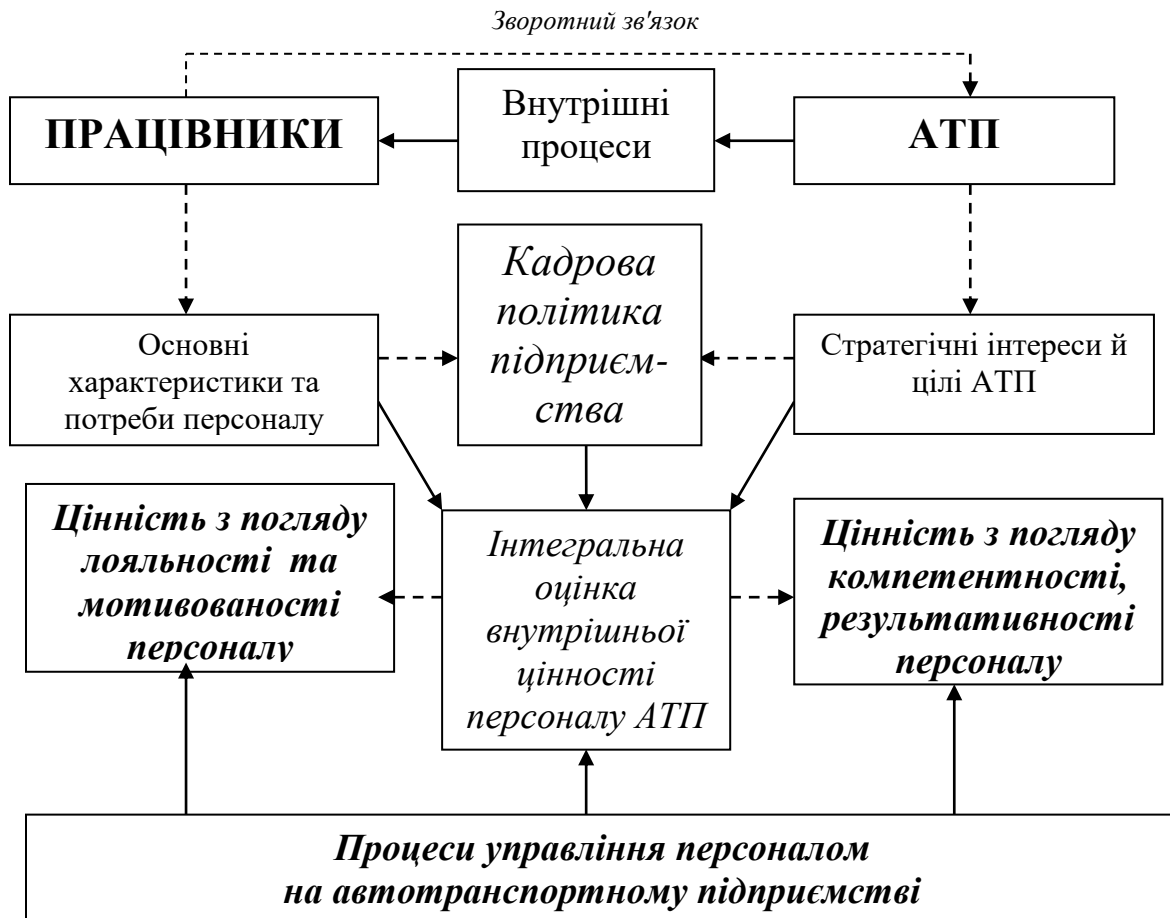 Зворотний зв'язок
ПРАЦІВНИКИ
Внутрішні
процеси
АТП
Кадрова
політика
підприєм-
ства
Основні
характеристики та
потреби персоналу
Стратегічні інтереси й
цілі АТП
Цінність з погляду
лояльності та
мотивованості
персоналу
Інтегральна
оцінка
внутрішньої
цінності
персоналу АТП
Цінність з погляду
компетентності,
результативності
персоналу
Процеси управління персоналом
на автотранспортному підприємстві